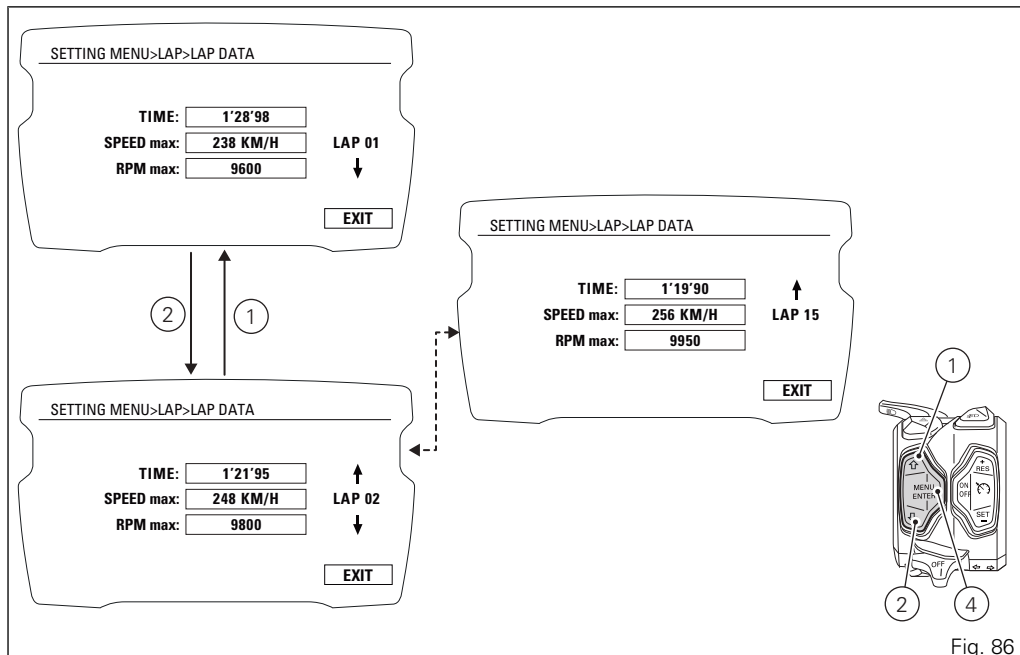 SETTING MENU>LAP>LAP DATA
TIME: 1'28'98
SPEED max: 238 KM/H LAP 01
RPM max: 9600
EXIT
2
1
SETTING MENU>LAP>LAP DATA
TIME: 1'21'95
SPEED max: 248 KM/H LAP 02
RPM max: 9800
EXIT
SETTING MENU>LAP>LAP DATA
TIME: 1'19'90
SPEED max: 256 KM/H LAP 15
RPM max: 9950
EXIT
1
+
RES
MENU
ENTER
ON
OFF
SET
OFF
2
4
Fig. 86